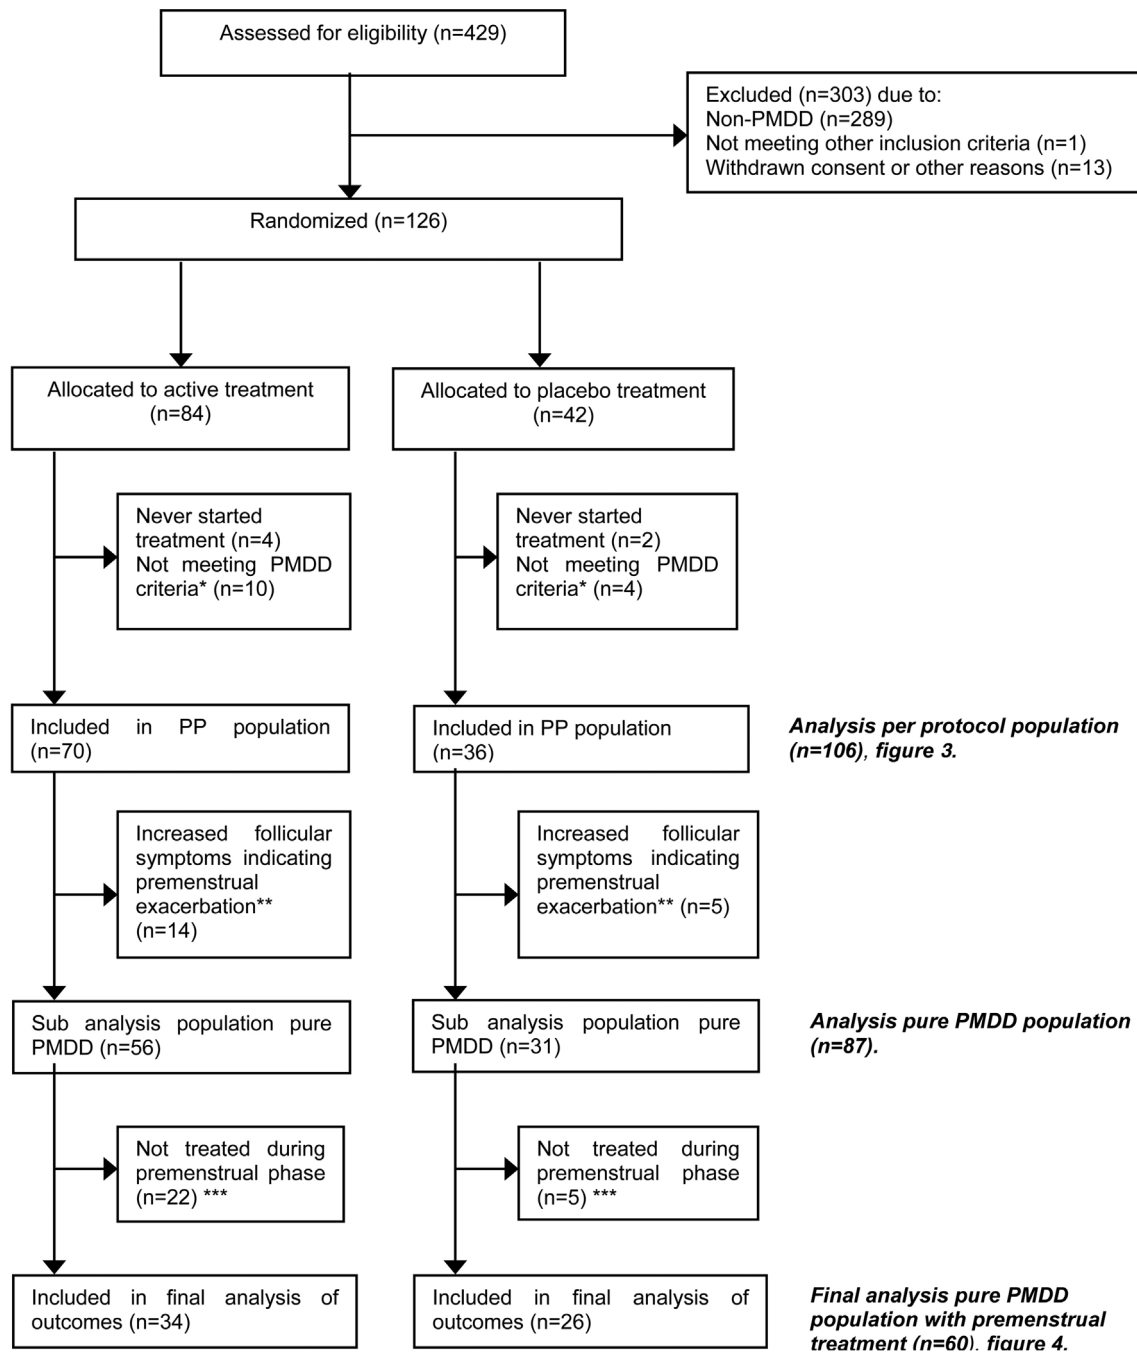 Assessed for eligibility (n=429)
Excluded (n=303) due to:
Non-PMDD (n=289)
Not meeting other inclusion criteria (n=1)
Withdrawn consent or other reasons (n=13)
Randomized (n=126)
Allocated to active treatment
(n=84)
Allocated to placebo treatment
(n=42)
Never started
treatment (n=4)
Not meeting PMDD
criteria* (n=10)
Never started
treatment (n=2)
Not meeting PMDD
criteria* (n=4)
Included in PP population
(n=70)
Included in PP population
(n=36)
Analysis per protocol population
(n=106), figure 3.
Increased follicular
symptoms indicating
premenstrual
exacerbation**
(n=14)
Increased follicular
symptoms indicating
premenstrual
exacerbation** (n=5)
Sub analysis population pure
PMDD (n=56)
Sub analysis population pure
PMDD (n=31)
Analysis pure PMDD population
(n=87).
Not treated during
premenstrual phase
(n=22) ***
Not treated during
premenstrual phase
(n=5) ***
Included in final analysis of
outcomes (n=34)
Included in final analysis of
outcomes (n=26)
Final analysis pure PMDD
population with premenstrual
treatment (n=60), figure 4.